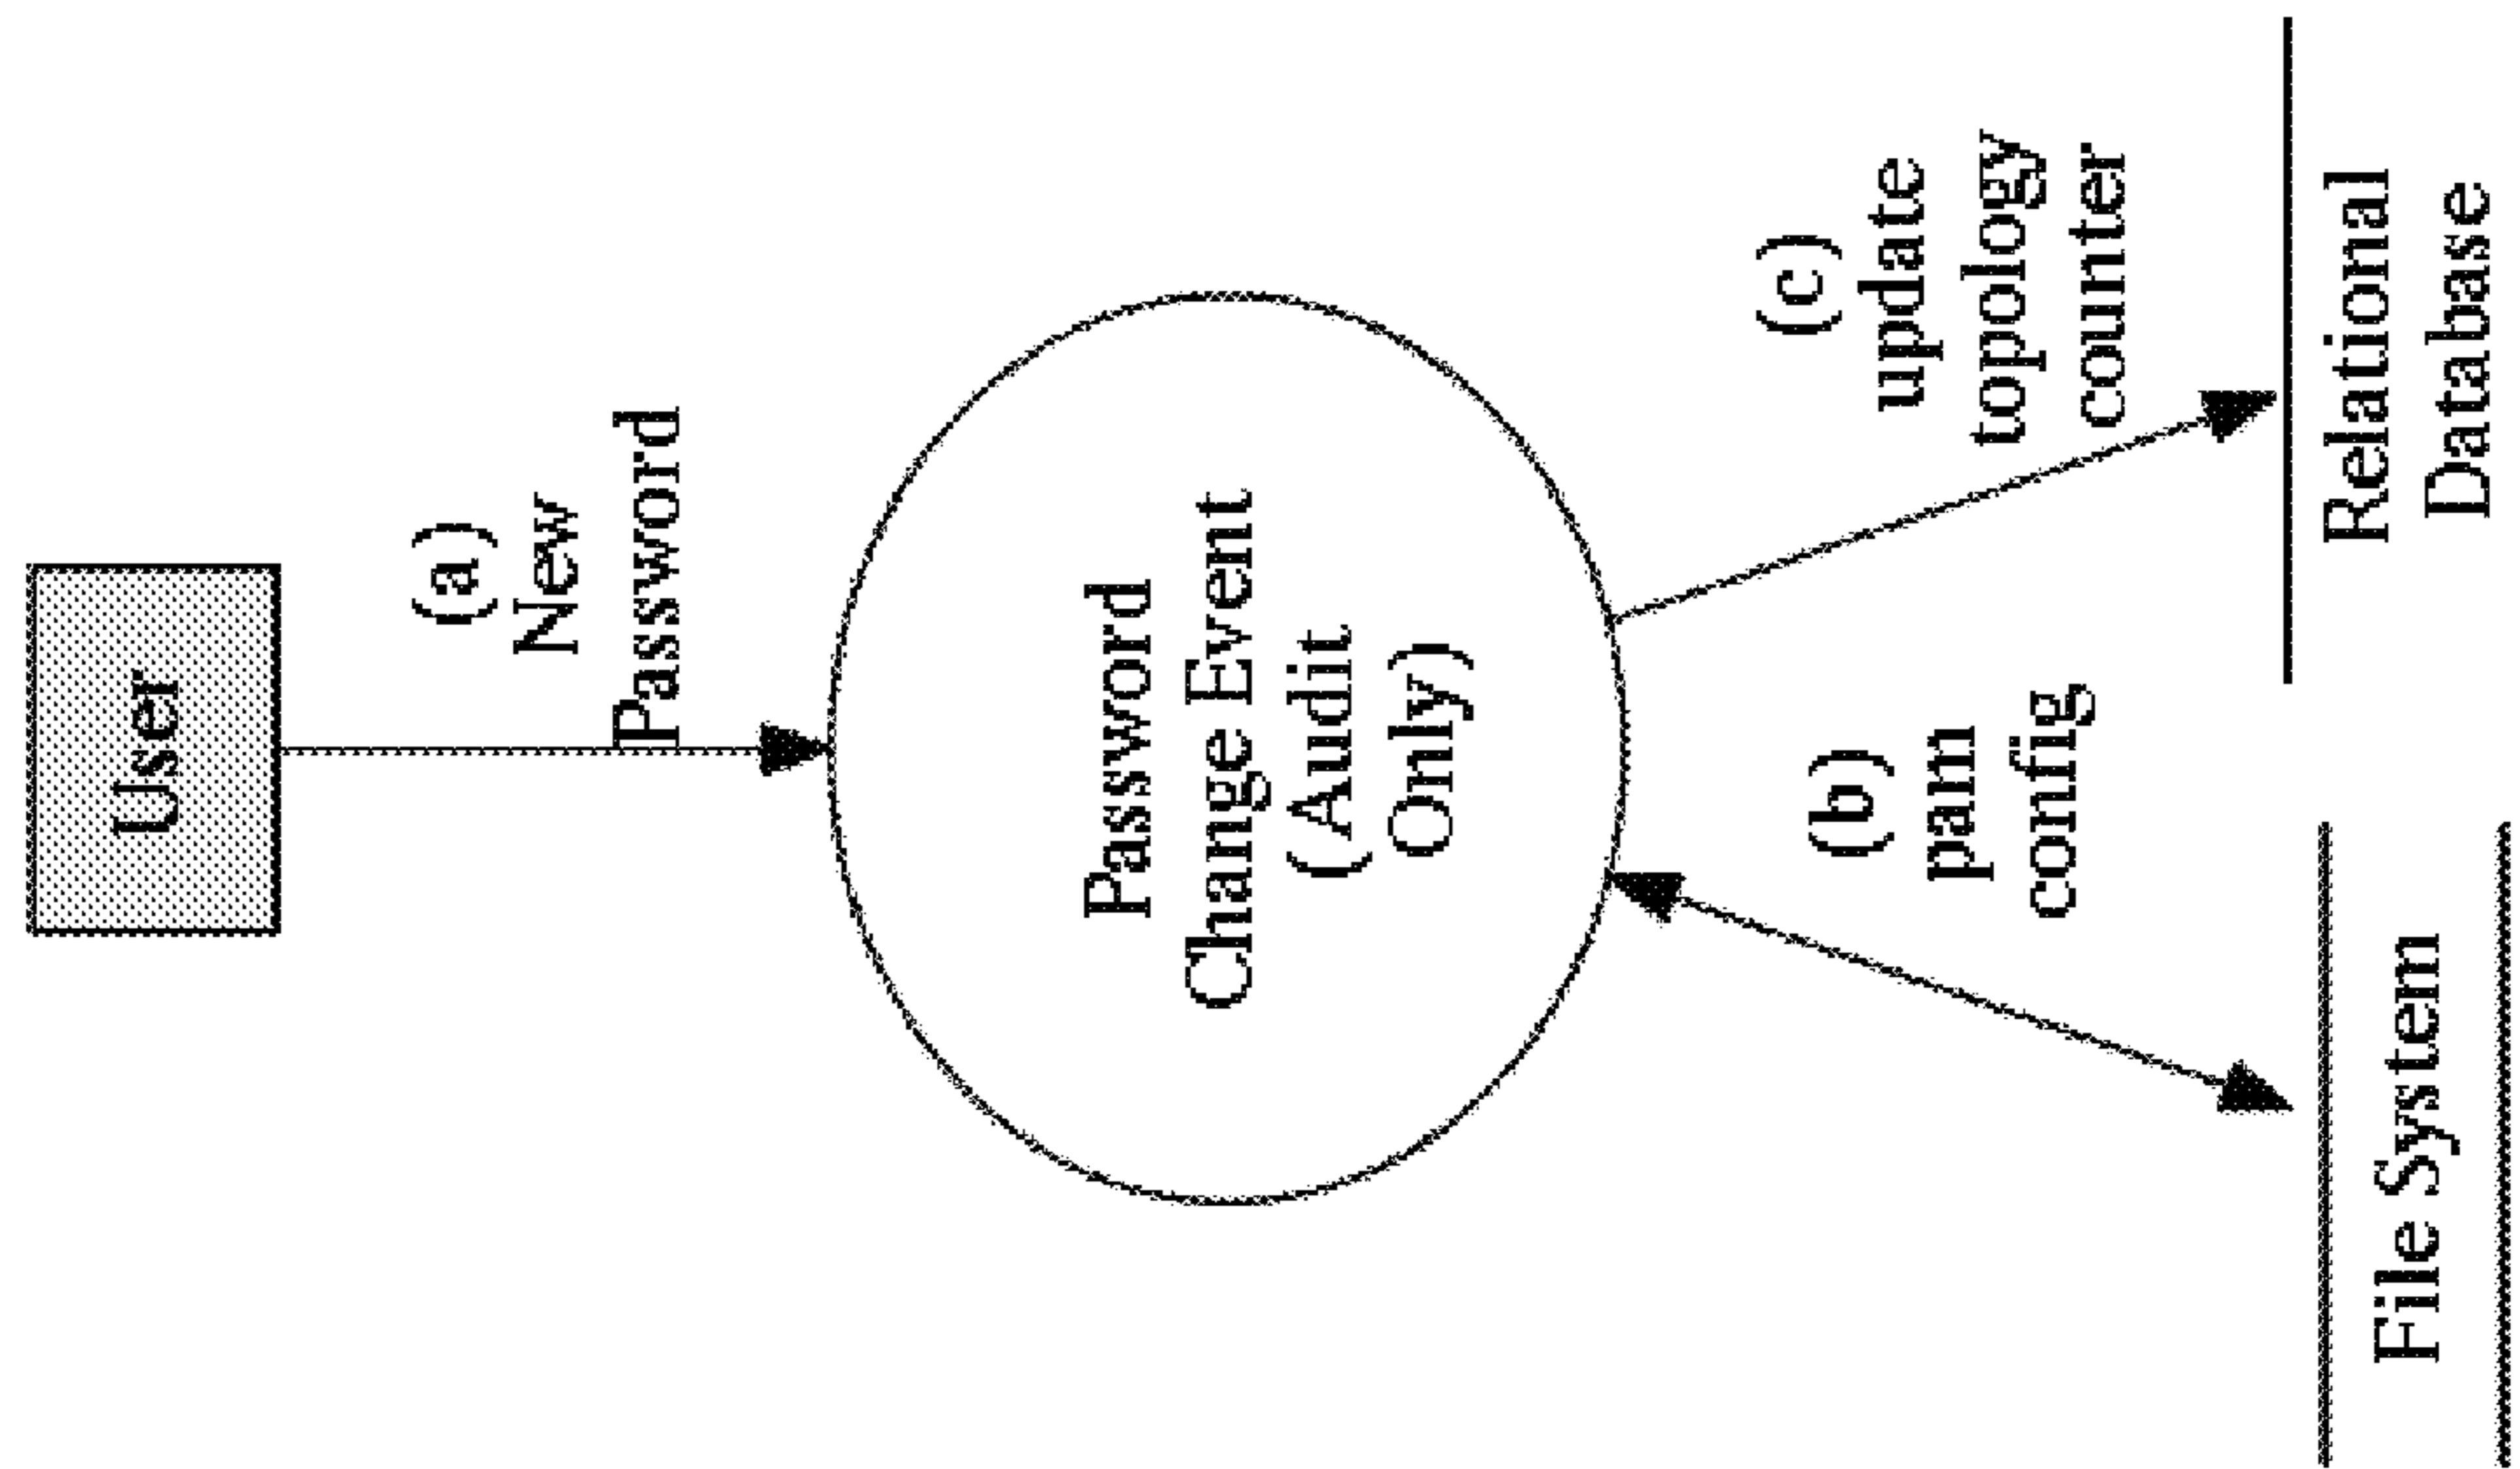 User
(a)
New
Password
Password
Change Event
(Audit
Only)
(b)
pam
config
(c)
update
topology
counter
File System
Relational
Database